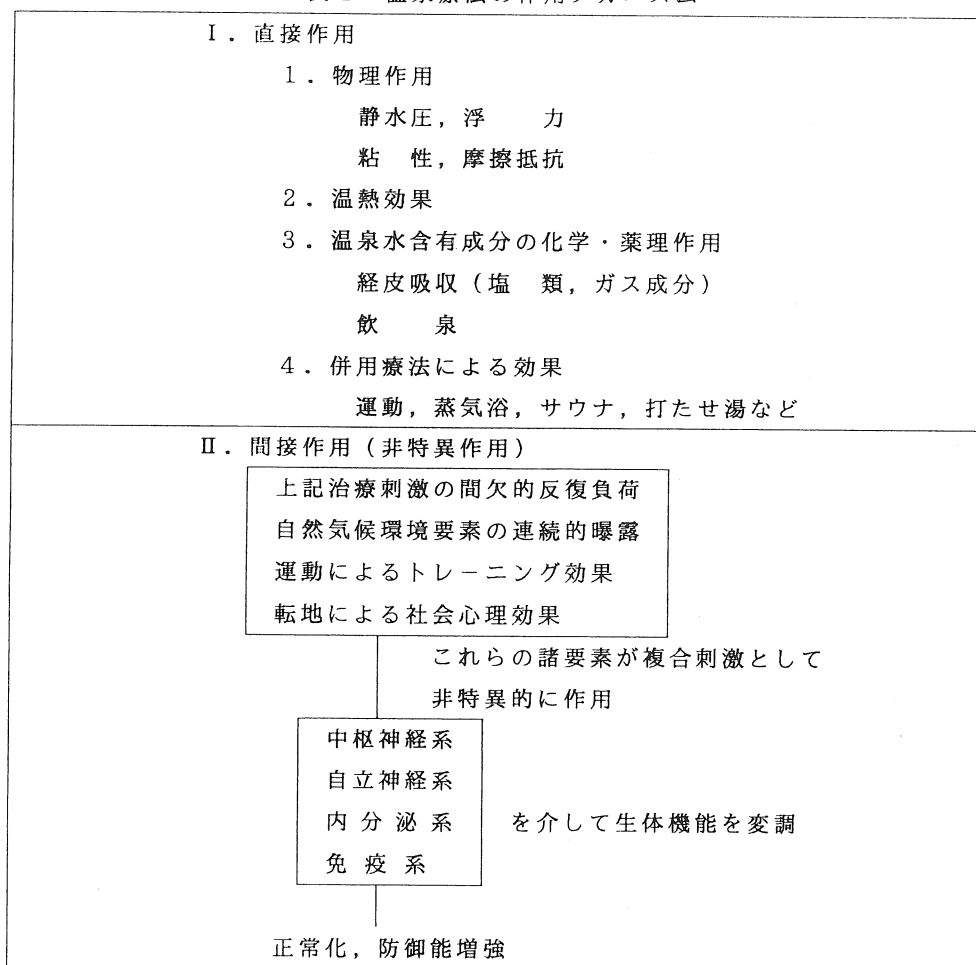 Ⅰ．直接作用
1．物理作用
静水圧，浮　力
粘　性，摩擦抵抗
2．温熱効果
3．温泉水含有成分の化学・薬理作用
経皮吸収（塩　類，ガス成分）
飲　泉
4．併用療法による効果
運動，蒸気浴，サウナ，打たせ湯など
Ⅱ．間接作用（非特異作用）
上記治療刺激の間欠的反復負荷
自然気候環境要素の連続的曝露
運動によるトレーニング効果
転地による社会心理効果
これらの諸要素が複合刺激として
非特異的に作用
中枢神経系
自立神経系
内分泌系　を介して生体機能を変調
免疫系
正常化，防御能増強